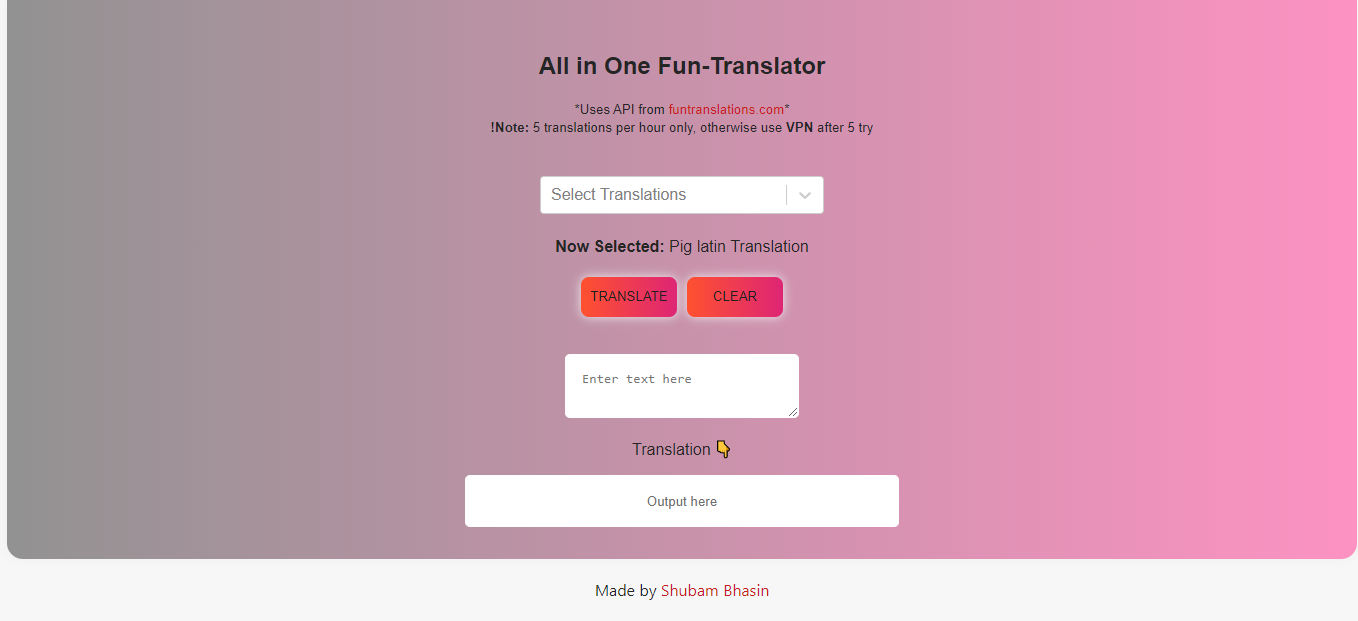 All in One Fun-Translator
*Uses API from funtranslations.com*
!Note: 5 translations per hour only, otherwise use VPN after 5 try
Select Translations
Now Selected: Pig latin Translation
TRANSLATE CLEAR
Enter text here
Translation 👇
Output here
Made by Shubam Bhasin